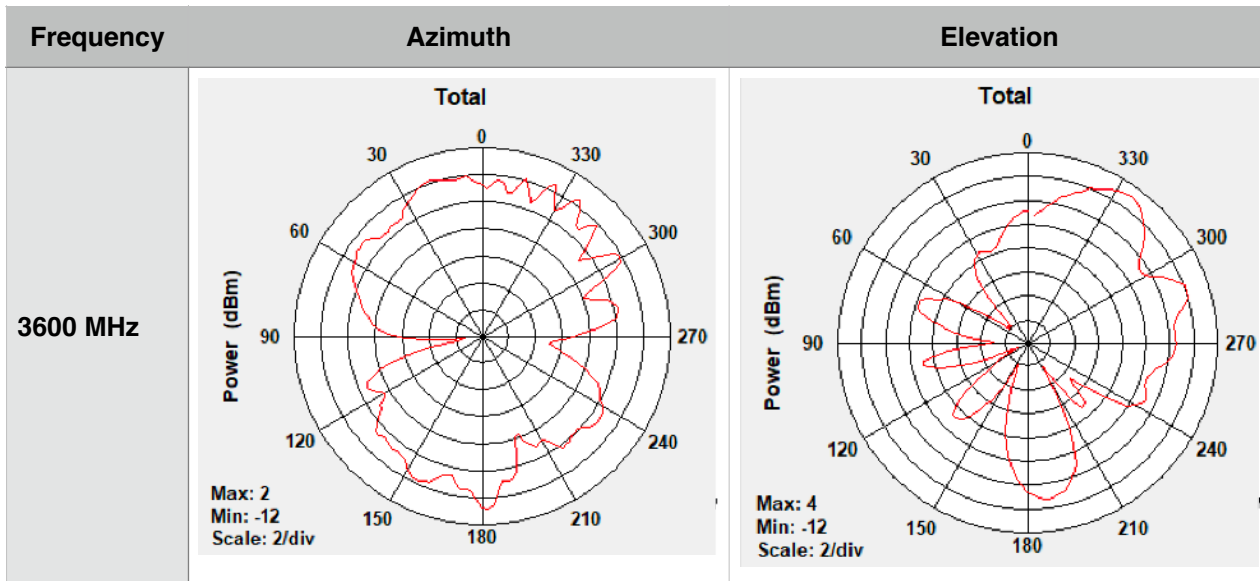 Frequency Azimuth Elevation
3600 MHz
Total
0
30 330
60 300
90 270
120 240
150 210
180
Power (dBm)
Max: 2
Min: -12
Scale: 2/div
Total
0
30 330
60 300
90 270
120 240
150 210
180
Power (dBm)
Max: 4
Min: -12
Scale: 2/div